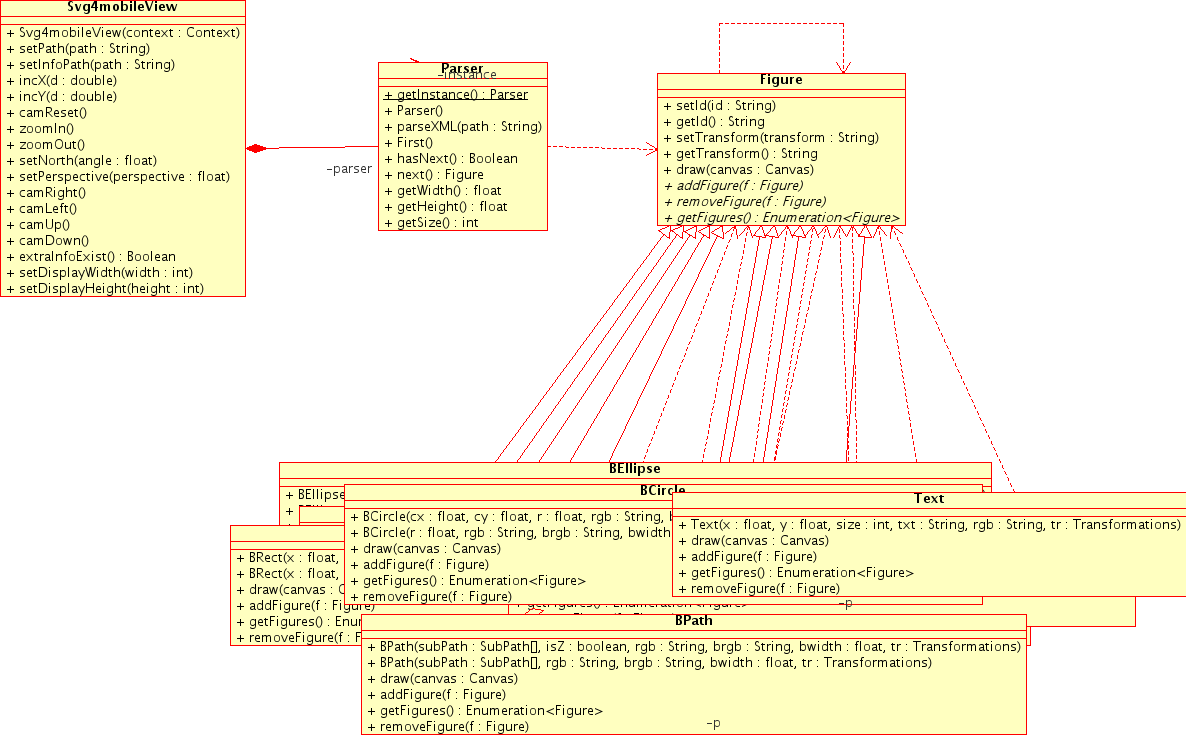 Svg4mobileView
+ Svg4mobileView(context : Context)
+ setPath(path : String)
+ setInfoPath(path : String)
+ incX(d : double)
+ incY(d : double)
+ camReset()
+ zoomIn()
+ zoomOut()
+ setNorth(angle : float)
+ setPerspective(perspective : float)
+ camRight()
+ camLeft()
+ camUp()
+ camDown()
+ extraInfoExist() : Boolean
+ setDisplayWidth(width : int)
+ setDisplayHeight(height : int)
-parser
Parser
-instance
+ getInstance() : Parser
+ Parser()
+ parseXML(path : String)
+ First()
+ hasNext() : Boolean
+ next() : Figure
+ getWidth() : float
+ getHeight() : float
+ getSize() : int
Figure
+ setId(id : String)
+ getId() : String
+ setTransform(transform : String)
+ getTransform() : String
+ draw(canvas : Canvas)
+ addFigure(f : Figure)
+ removeFigure(f : Figure)
+ getFigures() : Enumeration<Figure>
BEllipse
+ BEllipse
+
BCircle
+ BCircle(cx : float, cy : float, r : float, rgb : String,
+ BCircle(r : float, rgb : String, brgb : String, bwidth
+ draw(canvas : Canvas)
+ addFigure(f : Figure)
+ getFigures() : Enumeration<Figure>
+ removeFigure(f : Figure)
Text
+ Text(x : float, y : float, size : int, txt : String, rgb : String, tr : Transformations)
+ draw(canvas : Canvas)
+ addFigure(f : Figure)
+ getFigures() : Enumeration<Figure>
+ removeFigure(f : Figure)
+ BRect(x : float,
+ BRect(x : float,
+ draw(canvas : C
+ addFigure(f : Figure)
+ getFigures() : Enur
+ removeFigure(f : F
+ getFigures() : Enumeration<Figure>
-p
BPath
+ BPath(subPath : SubPath[], isZ : boolean, rgb : String, brgb : String, bwidth : float, tr : Transformations)
+ BPath(subPath : SubPath[], rgb : String, brgb : String, bwidth : float, tr : Transformations)
+ draw(canvas : Canvas)
+ addFigure(f : Figure)
+ getFigures() : Enumeration<Figure>
+ removeFigure(f : Figure)
-p